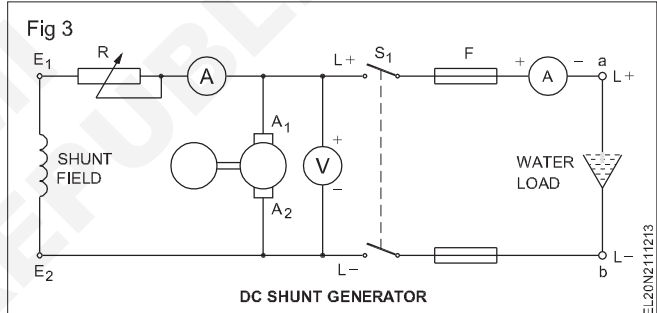 Fig 3
E1
R
A
L+
S1
F
+
A
−
a
L+
A1
SHUNT
FIELD
V
+
−
WATER
LOAD
A2
E2
L−
b
L−
DC SHUNT GENERATOR
EL20N2111213